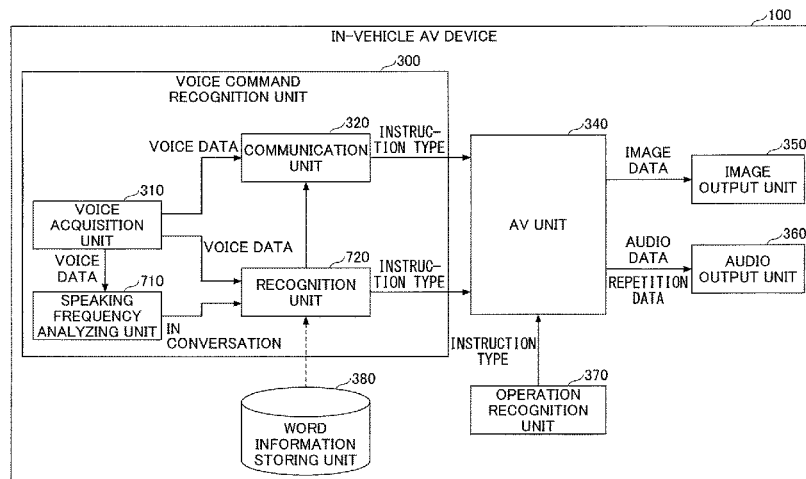 100
IN-VEHICLE AV DEVICE
300
VOICE COMMAND
RECOGNITION UNIT
320
COMMUNICATION
UNIT
VOICE DATA
INSTRUC-
TION TYPE
340
AV UNIT
IMAGE
DATA
350
IMAGE
OUTPUT UNIT
310
VOICE
ACQUISITION
UNIT
VOICE DATA
VOICE
DATA
710
SPEAKING
FREQUENCY
ANALYZING UNIT
IN
CONVERSATION
720
RECOGNITION
UNIT
INSTRUC-
TION TYPE
AUDIO
DATA
REPETITION
DATA
360
AUDIO
OUTPUT UNIT
INSTRUCTION
TYPE
370
OPERATION
RECOGNITION
UNIT
380
WORD
INFORMATION
STORING UNIT